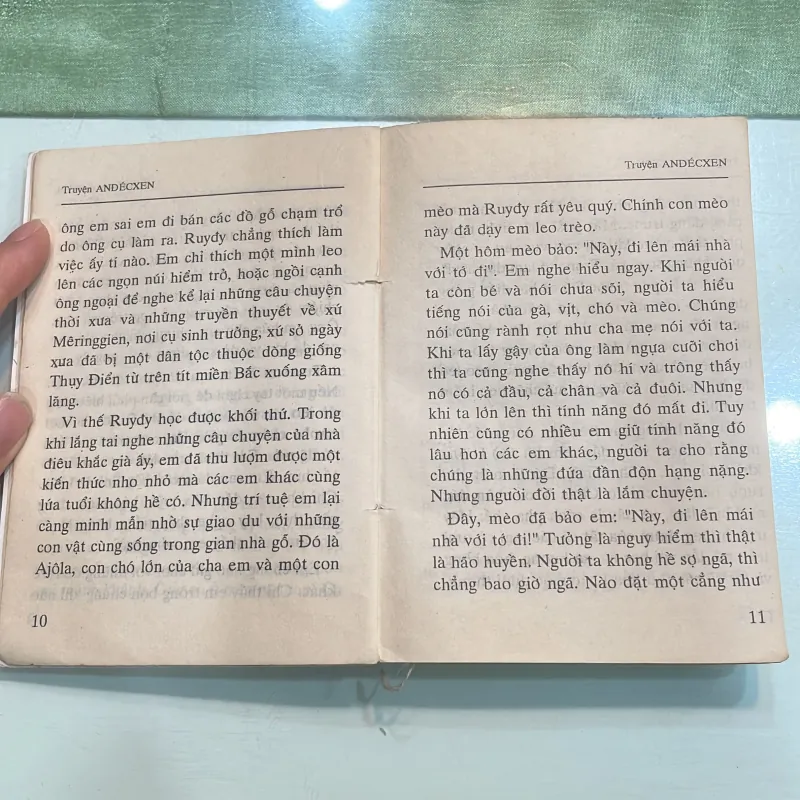 Truyện ANDÉCXEN
ông em sai em đi bán các đồ gỗ chạm trổ
do ông cụ làm ra. Ruyđy chẳng thích làm
việc ấy tí nào. Em chỉ thích một mình leo
lên các ngọn núi hiểm trở, hoặc ngồi cạnh
ông ngoại để nghe kể lại những câu chuyện
thời xưa và những truyền thuyết về xứ
Mêringgien, nơi cụ sinh trưởng, xứ sở ngày
xưa đã bị một dân tộc thuộc dòng giống
Thụy Điển từ trên tít miền Bắc xuống xâm
lăng.
Vì thế Ruyđy học được khối thứ. Trong
khi lắng tai nghe những câu chuyện của nhà
điêu khắc già ấy, em đã thu lượm được một
kiến thức nho nhỏ mà các em khác cùng
lứa tuổi không hề có. Nhưng trí tuệ em lại
càng minh mẫn nhờ sự giao du với những
con vật cùng sống trong gian nhà gỗ. Đó là
Ajôla, con chó lớn của cha em và một con
10
Truyện ANDÉCXEN
mèo mà Ruyđy rất yêu quý. Chính con mèo
này đã dạy em leo trèo.
Một hôm mèo bảo: "Này, đi lên mái nhà
với tớ đi". Em nghe hiểu ngay. Khi người
ta còn bé và nói chưa sõi, người ta hiểu
tiếng nói của gà, vịt, chó và mèo. Chúng
nói cũng rành rọt như cha mẹ nói với ta.
Khi ta lấy gậy của ông làm ngựa cưỡi chơi
thì ta cũng nghe thấy nó hí và trông thấy
nó có cả đầu, cả chân và cả đuôi. Nhưng
khi ta lớn lên thì tính năng đó mất đi. Tuy
nhiên cũng có nhiều em giữ tính năng đó
lâu hơn các em khác, người ta cho rằng
chúng là những đứa đần độn hạng nặng.
Nhưng người đời thật là lắm chuyện.
Đấy, mèo đã bảo em: "Này, đi lên mái
nhà với tớ đi!" Tưởng là nguy hiểm thì thật
là hão huyền. Người ta không hề sợ ngã, thì
chẳng bao giờ ngã. Nào đặt một cẳng như
11